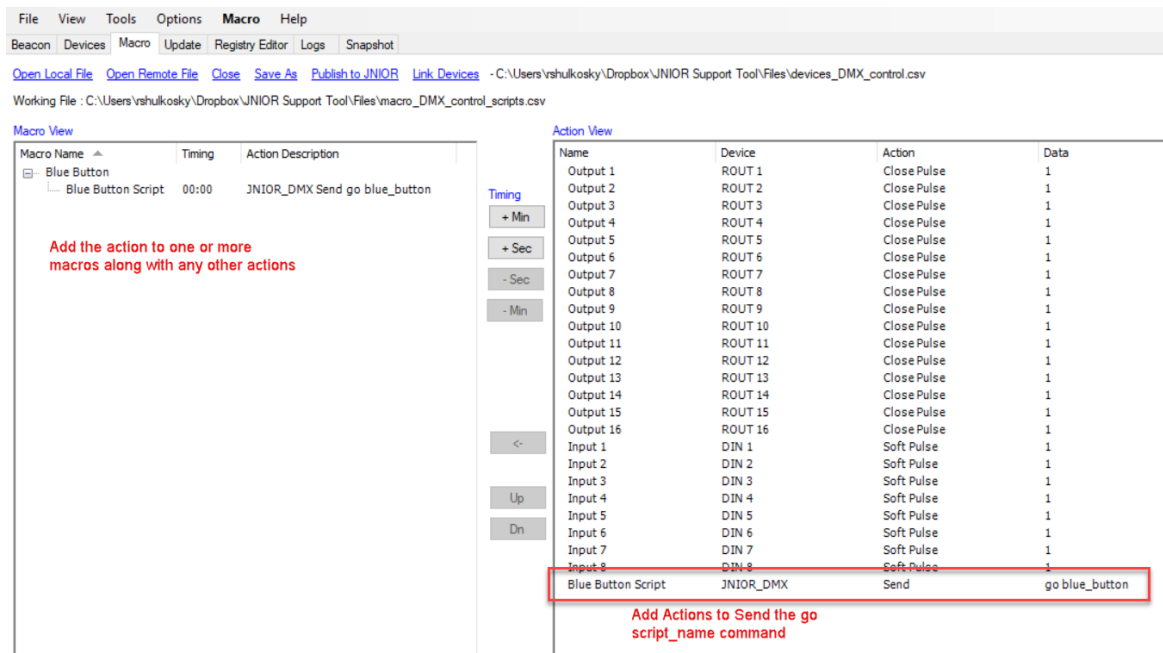 File View Tools Options Macro Help
Beacon Devices Macro Update Registry Editor Logs Snapshot
Open Local File Open Remote File Close Save As Publish to JNIOR Link Devices - C:\Users\rshulkosky\Dropbox\JNIOR Support Tool\Files\devices_DMX_control.csv
Working File : C:\Users\rshulkosky\Dropbox\JNIOR Support Tool\Files\macro_DMX_control_scripts.csv
Macro View
Macro Name Timing Action Description
Blue Button
Blue Button Script 00:00 JNIOR_DMX Send go blue_button
Add the action to one or more
macros along with any other actions
Timing
+ Min
+ Sec
- Sec
- Min
<-
Up
Dn
Action View
Name Device Action Data
Output 1 ROUT 1 Close Pulse 1
Output 2 ROUT 2 Close Pulse 1
Output 3 ROUT 3 Close Pulse 1
Output 4 ROUT 4 Close Pulse 1
Output 5 ROUT 5 Close Pulse 1
Output 6 ROUT 6 Close Pulse 1
Output 7 ROUT 7 Close Pulse 1
Output 8 ROUT 8 Close Pulse 1
Output 9 ROUT 9 Close Pulse 1
Output 10 ROUT 10 Close Pulse 1
Output 11 ROUT 11 Close Pulse 1
Output 12 ROUT 12 Close Pulse 1
Output 13 ROUT 13 Close Pulse 1
Output 14 ROUT 14 Close Pulse 1
Output 15 ROUT 15 Close Pulse 1
Output 16 ROUT 16 Close Pulse 1
Input 1 DIN 1 Soft Pulse 1
Input 2 DIN 2 Soft Pulse 1
Input 3 DIN 3 Soft Pulse 1
Input 4 DIN 4 Soft Pulse 1
Input 5 DIN 5 Soft Pulse 1
Input 6 DIN 6 Soft Pulse 1
Input 7 DIN 7 Soft Pulse 1
Input 8 DIN 8 Soft Pulse 1
Blue Button Script JNIOR_DMX Send go blue_button
Add Actions to Send the go
script_name command